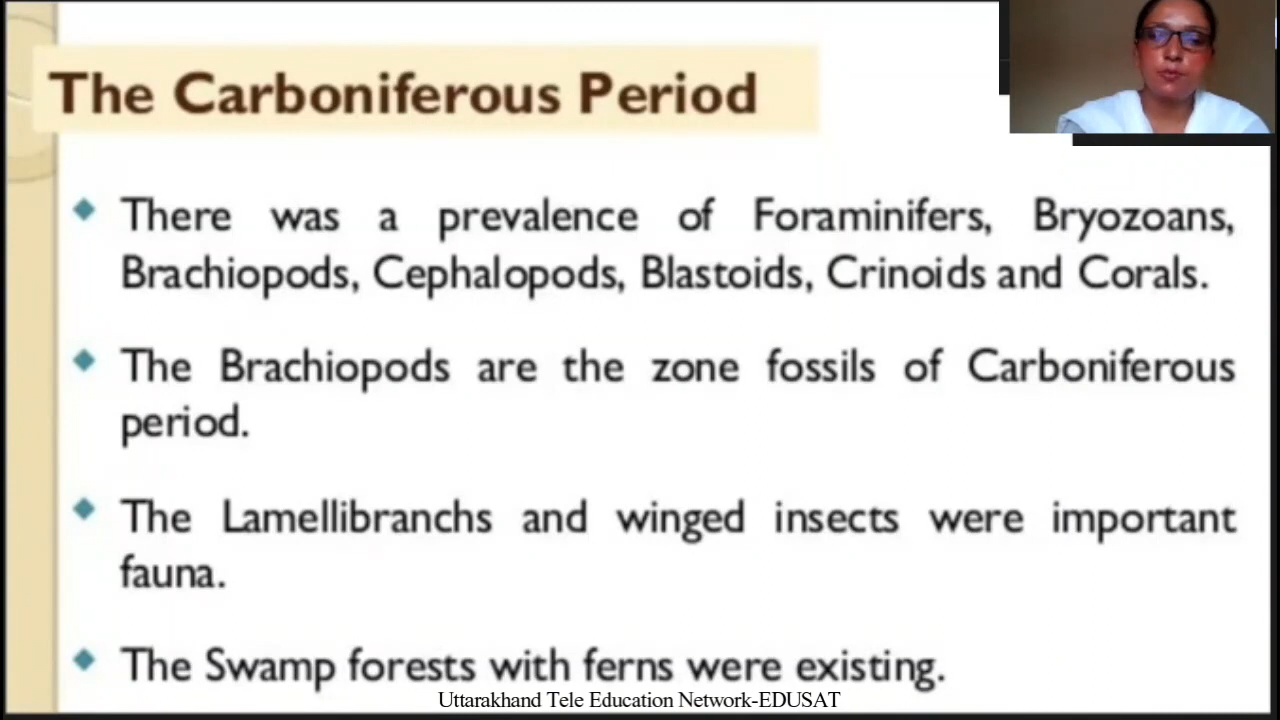 The Carboniferous Period
There was a prevalence of Foraminifers, Bryozoans,
Brachiopods, Cephalopods, Blastoids, Crinoids and Corals.
The Brachiopods are the zone fossils of Carboniferous
period.
The Lamellibranchs and winged insects were important
fauna.
The Swamp forests with ferns were existing.
Uttarakhand Tele Education Network-EDUSAT